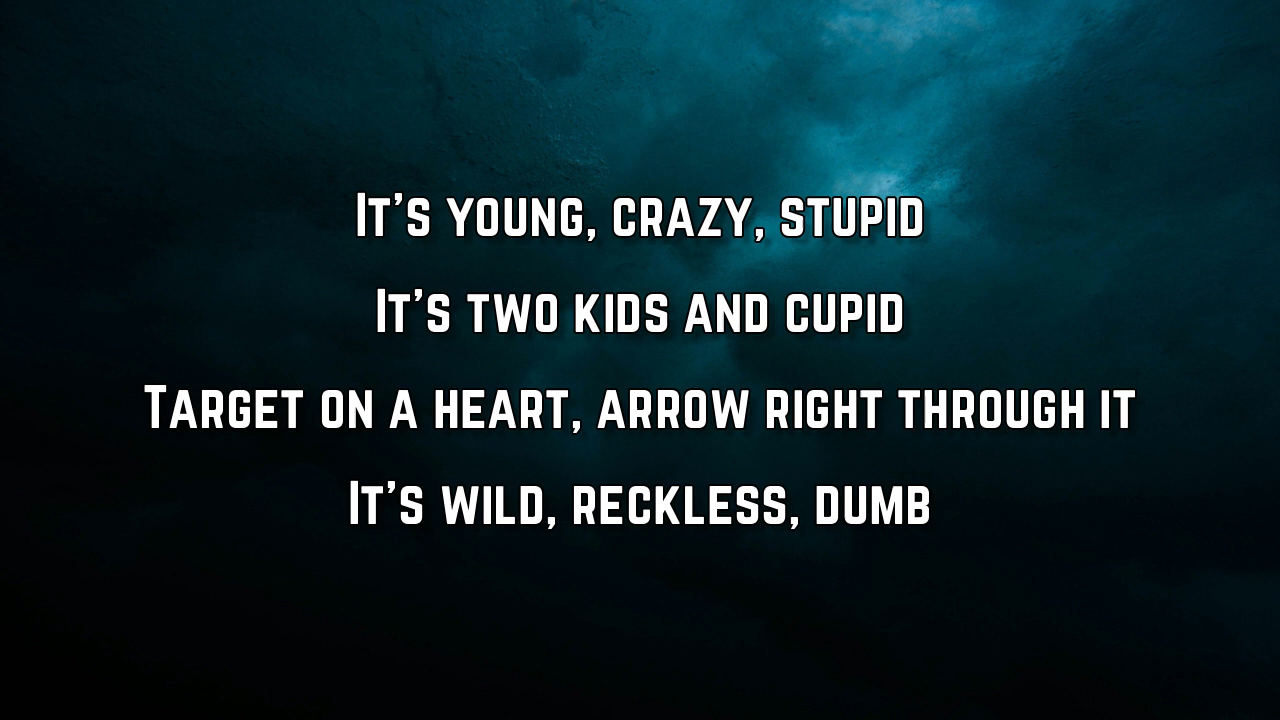 It’s young, crazy, stupid
It’s two kids and cupid
Target on a heart, arrow right through it
It’s wild, reckless, dumb